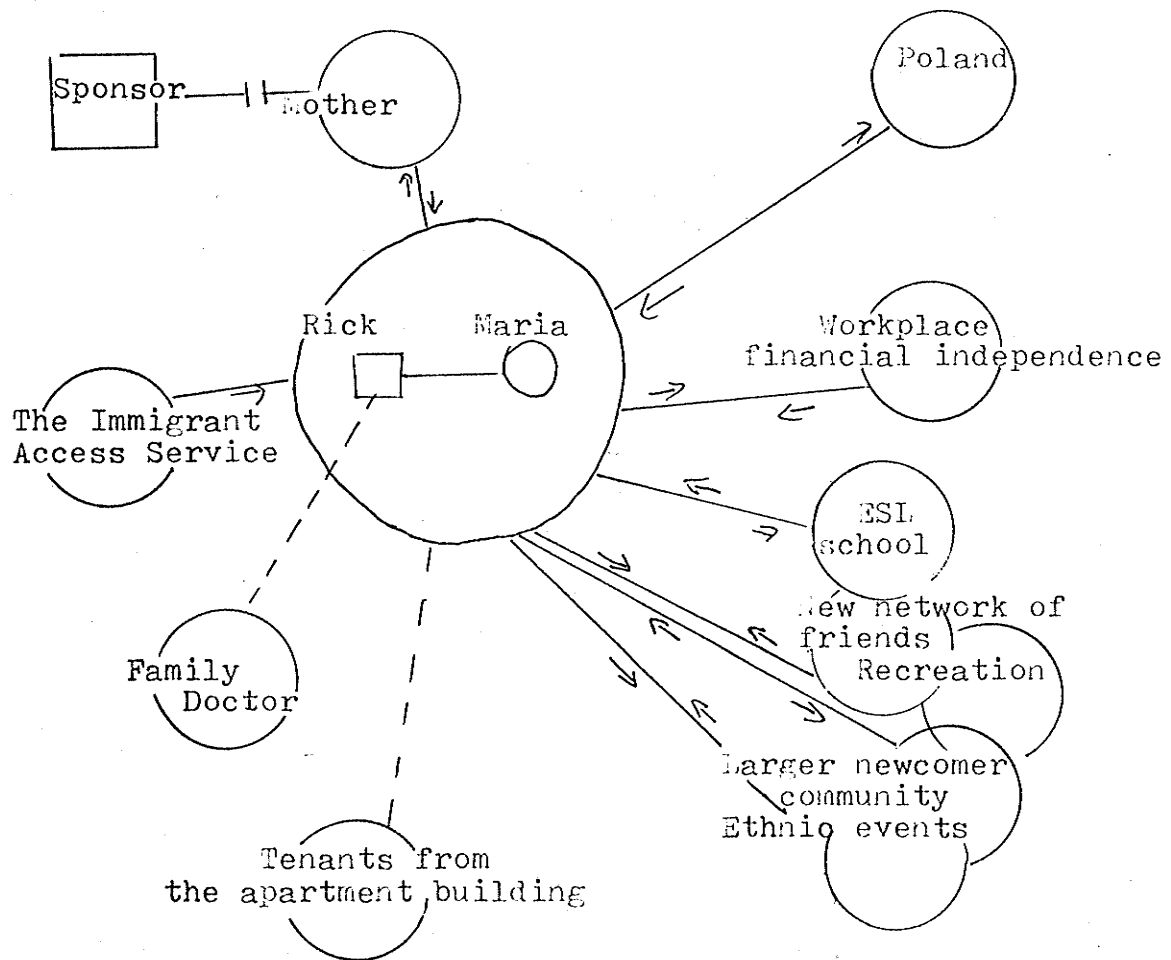 Sponsor
Mother
Poland
Rick
Maria
Workplace
financial independence
The Immigrant
Access Service
ESL
school
New network of
friends
Recreation
Family
Doctor
Larger newcomer
community
Ethnic events
Tenants from
the apartment building